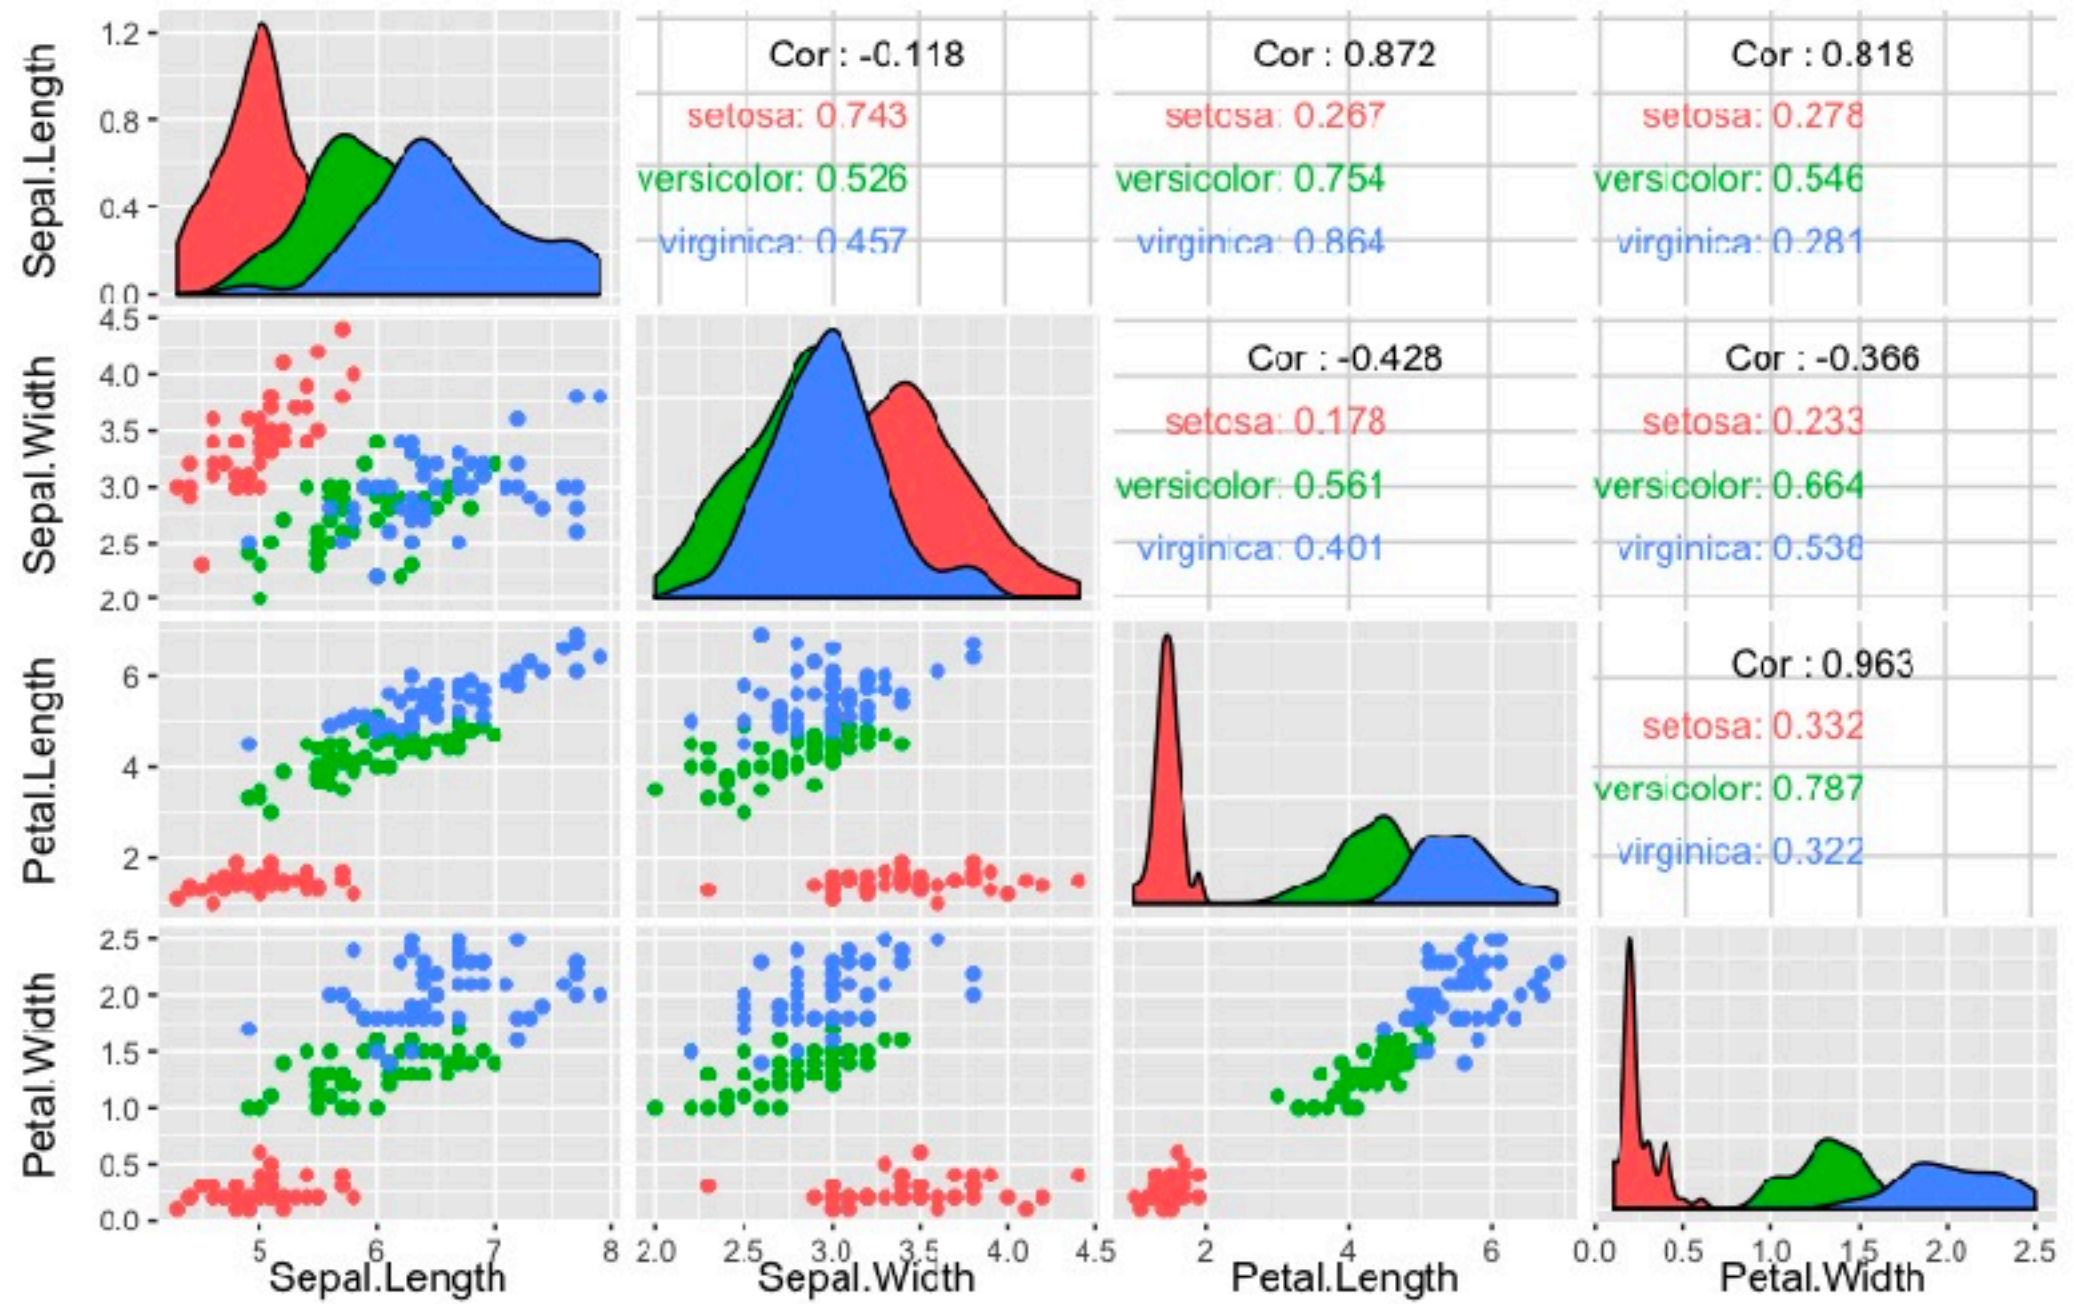 Sepal.Length
1.2
0.8
0.4
0.0
Cor : -0.118
setosa: 0.743
versicolor: 0.526
virginica: 0.457
Cor : 0.872
setosa: 0.267
versicolor: 0.754
virginica: 0.864
Cor : 0.818
setosa: 0.278
versicolor: 0.546
virginica: 0.281
Sepal.Width
4.5
4.0
3.5
3.0
2.5
2.0
Cor : -0.428
setosa: 0.178
versicolor: 0.561
virginica: 0.401
Cor : -0.366
setosa: 0.233
versicolor: 0.664
virginica: 0.538
Petal.Length
6
4
2
Cor : 0.963
setosa: 0.332
versicolor: 0.787
virginica: 0.322
Petal.Width
2.5
2.0
1.5
1.0
0.5
0.0
5 6 7 8
2.0 2.5 3.0 3.5 4.0 4.5
2 4 6
0.0 0.5 1.0 1.5 2.0 2.5
Sepal.Length
Sepal.Width
Petal.Length
Petal.Width